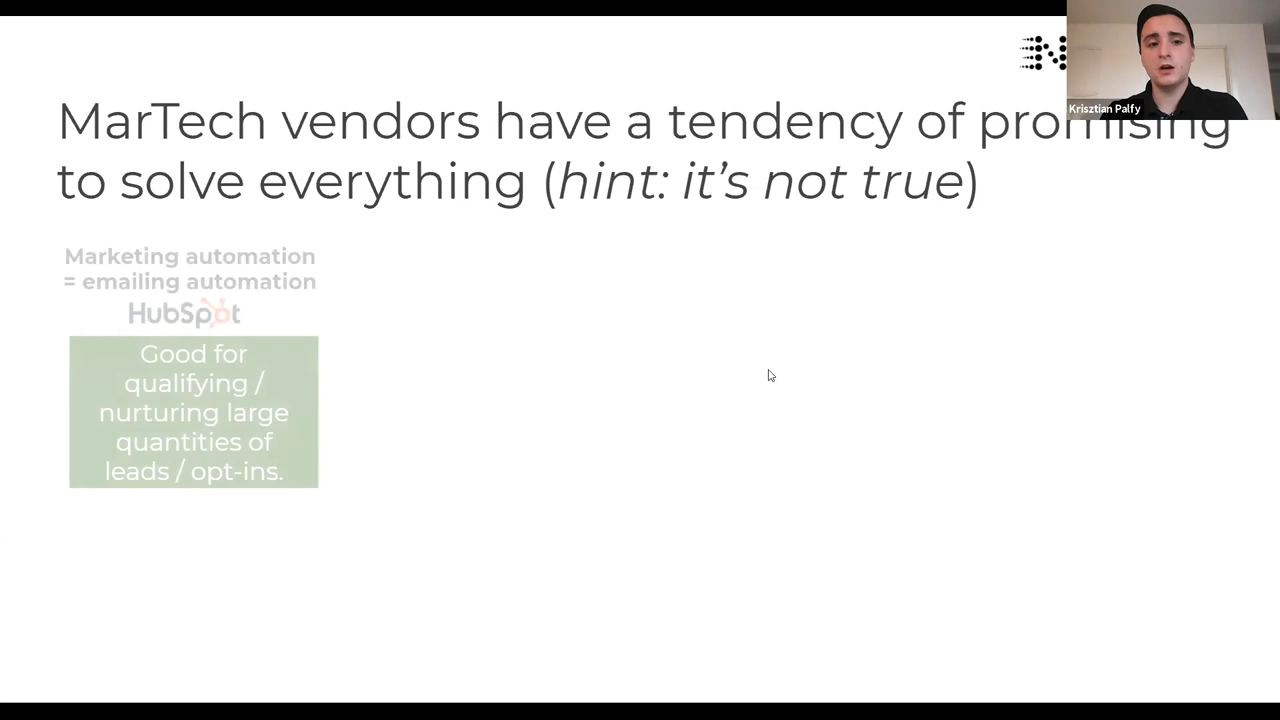 MarTech vendors have a tendency of promising
to solve everything (hint: it's not true)
Krisztian Palfy
Marketing automation
= emailing automation
HubSpot
Good for
qualifying /
nurturing large
quantities of
leads / opt-ins.